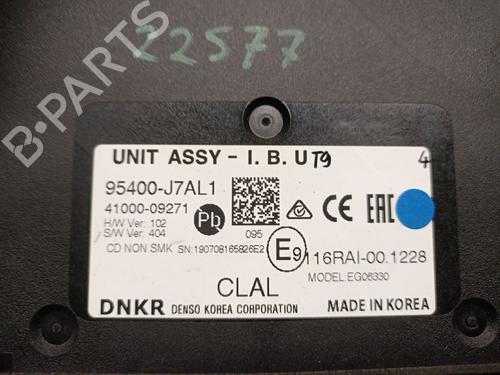 22577
B-PARTS
UNIT ASSY - I. B. U T9 4
95400-J7AL1
41000-09271
H/W Ver: 102
S/W Ver: 404
CD NON SMK SN:190708165826E2
Pb
095
CE EAC
E9 116RAI-00.1228
MODEL:EG06330
CLAL
DNKR DENSO KOREA CORPORATION MADE IN KOREA